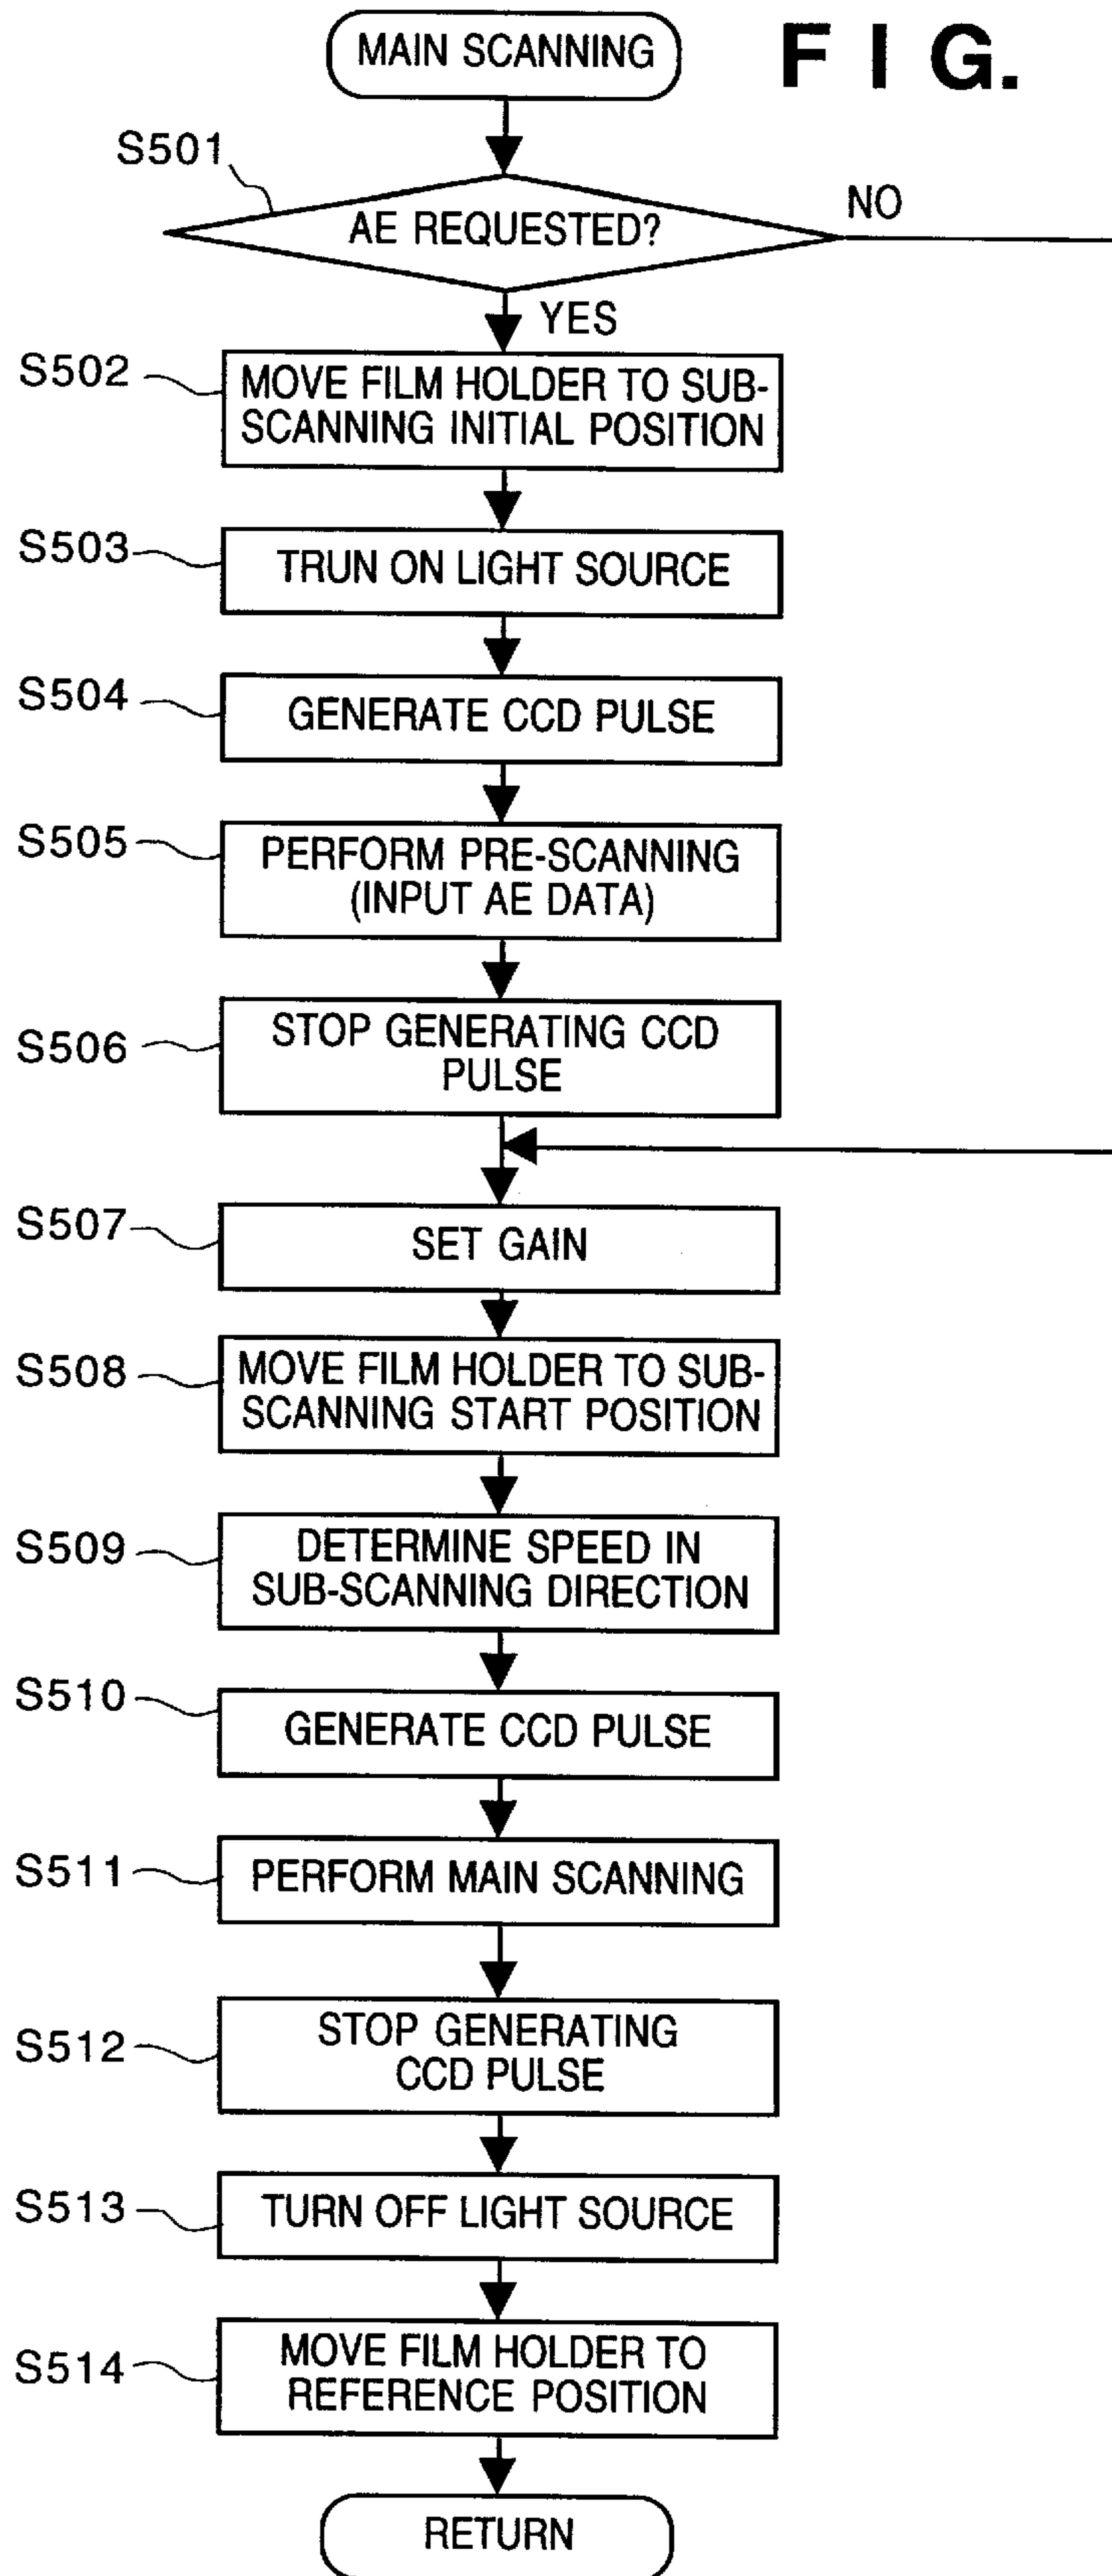 MAIN SCANNING
F I G.
S501
AE REQUESTED?
NO
YES
S502
MOVE FILM HOLDER TO SUB-
SCANNING INITIAL POSITION
S503
TRUN ON LIGHT SOURCE
S504
GENERATE CCD PULSE
S505
PERFORM PRE-SCANNING
(INPUT AE DATA)
S506
STOP GENERATING CCD
PULSE
S507
SET GAIN
S508
MOVE FILM HOLDER TO SUB-
SCANNING START POSITION
S509
DETERMINE SPEED IN
SUB-SCANNING DIRECTION
S510
GENERATE CCD PULSE
S511
PERFORM MAIN SCANNING
S512
STOP GENERATING
CCD PULSE
S513
TURN OFF LIGHT SOURCE
S514
MOVE FILM HOLDER TO
REFERENCE POSITION
RETURN